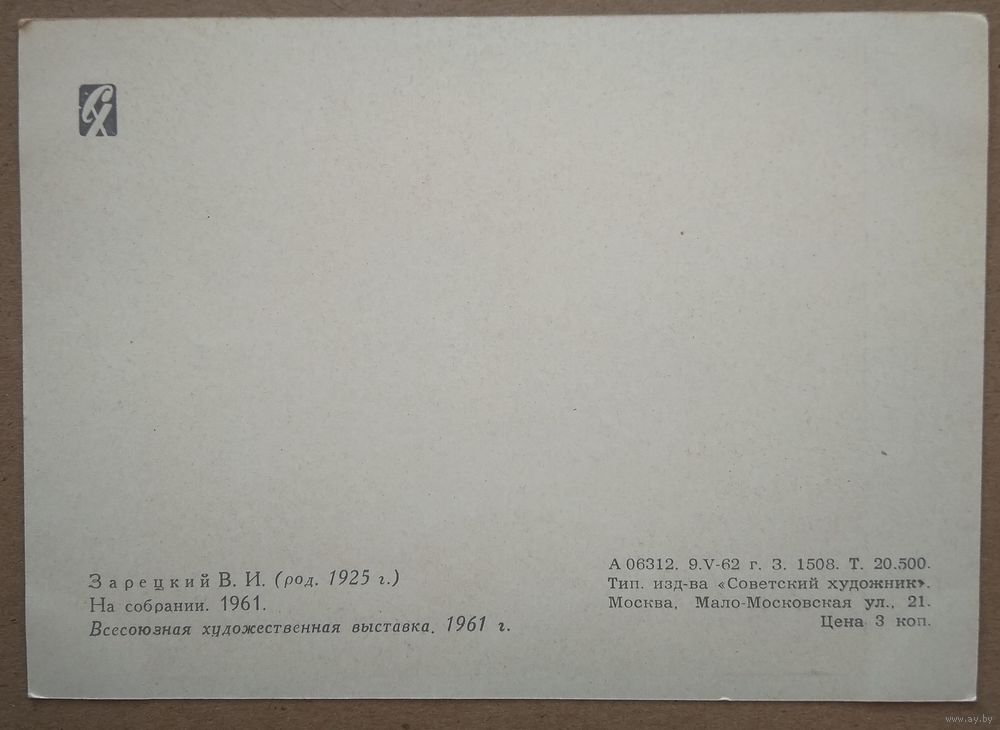 СХ
Зарецкий В. И. (род. 1925 г.)
На собрании. 1961.
Всесоюзная художественная выставка. 1961 г.
А 06312. 9.V-62 г. З. 1508. Т. 20.500.
Тип. изд-ва «Советский художник».
Москва, Мало-Московская ул., 21.
Цена 3 коп.
www.ay.by